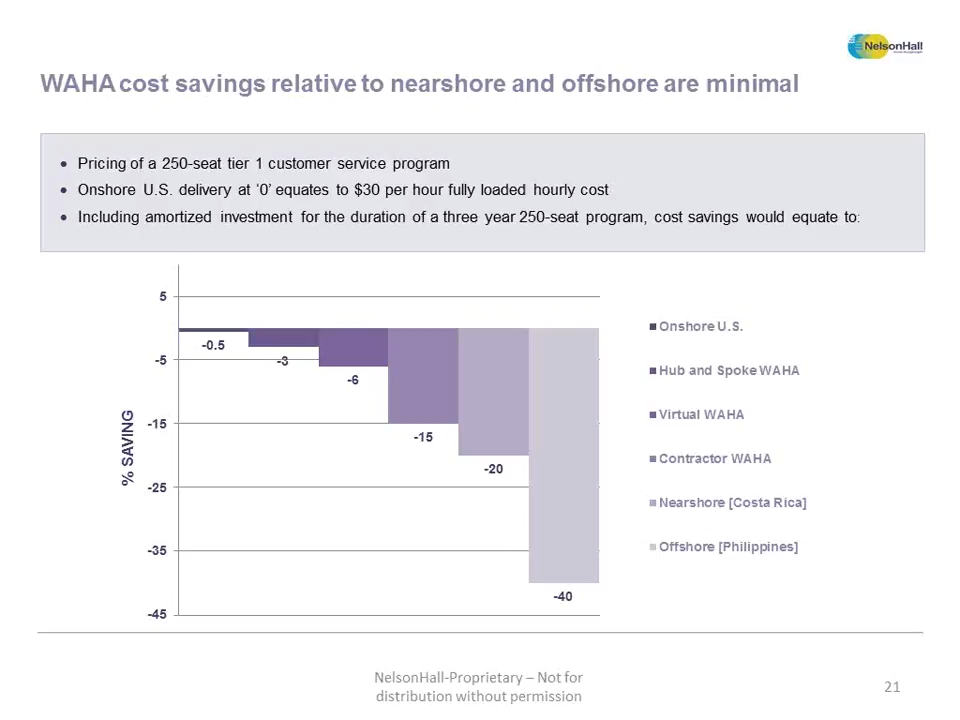 NelsonHall
WAHA cost savings relative to nearshore and offshore are minimal
• Pricing of a 250-seat tier 1 customer service program
• Onshore U.S. delivery at ‘0’ equates to $30 per hour fully loaded hourly cost
• Including amortized investment for the duration of a three year 250-seat program, cost savings would equate to:
5
-5
-15
-25
-35
-45
% SAVING
-0.5
-3
-6
-15
-20
-40
Onshore U.S.
Hub and Spoke WAHA
Virtual WAHA
Contractor WAHA
Nearshore [Costa Rica]
Offshore [Philippines]
NelsonHall-Proprietary – Not for
distribution without permission
21